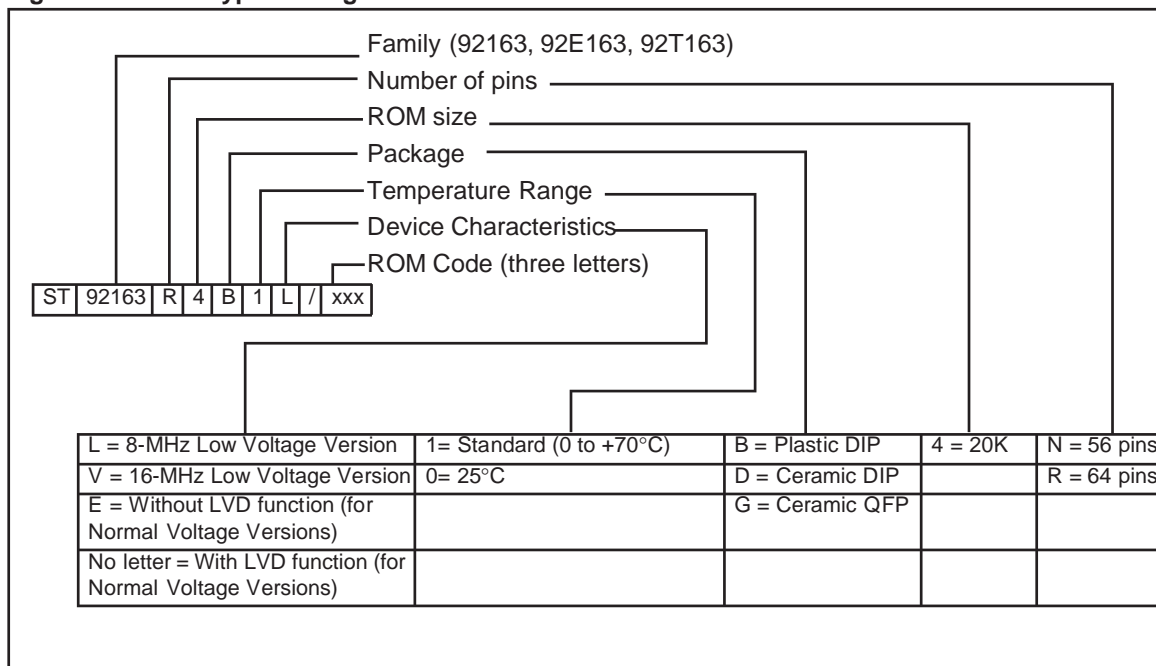 Family (92163, 92E163, 92T163)
Number of pins
ROM size
Package
Temperature Range
Device Characteristics
ROM Code (three letters)
ST 92163 R 4 B 1 L / xxx
L = 8-MHz Low Voltage Version 1= Standard (0 to +70°C) B = Plastic DIP 4 = 20K N = 56 pins
V = 16-MHz Low Voltage Version 0= 25°C D = Ceramic DIP R = 64 pins
E = Without LVD function (for G = Ceramic QFP
Normal Voltage Versions)
No letter = With LVD function (for
Normal Voltage Versions)